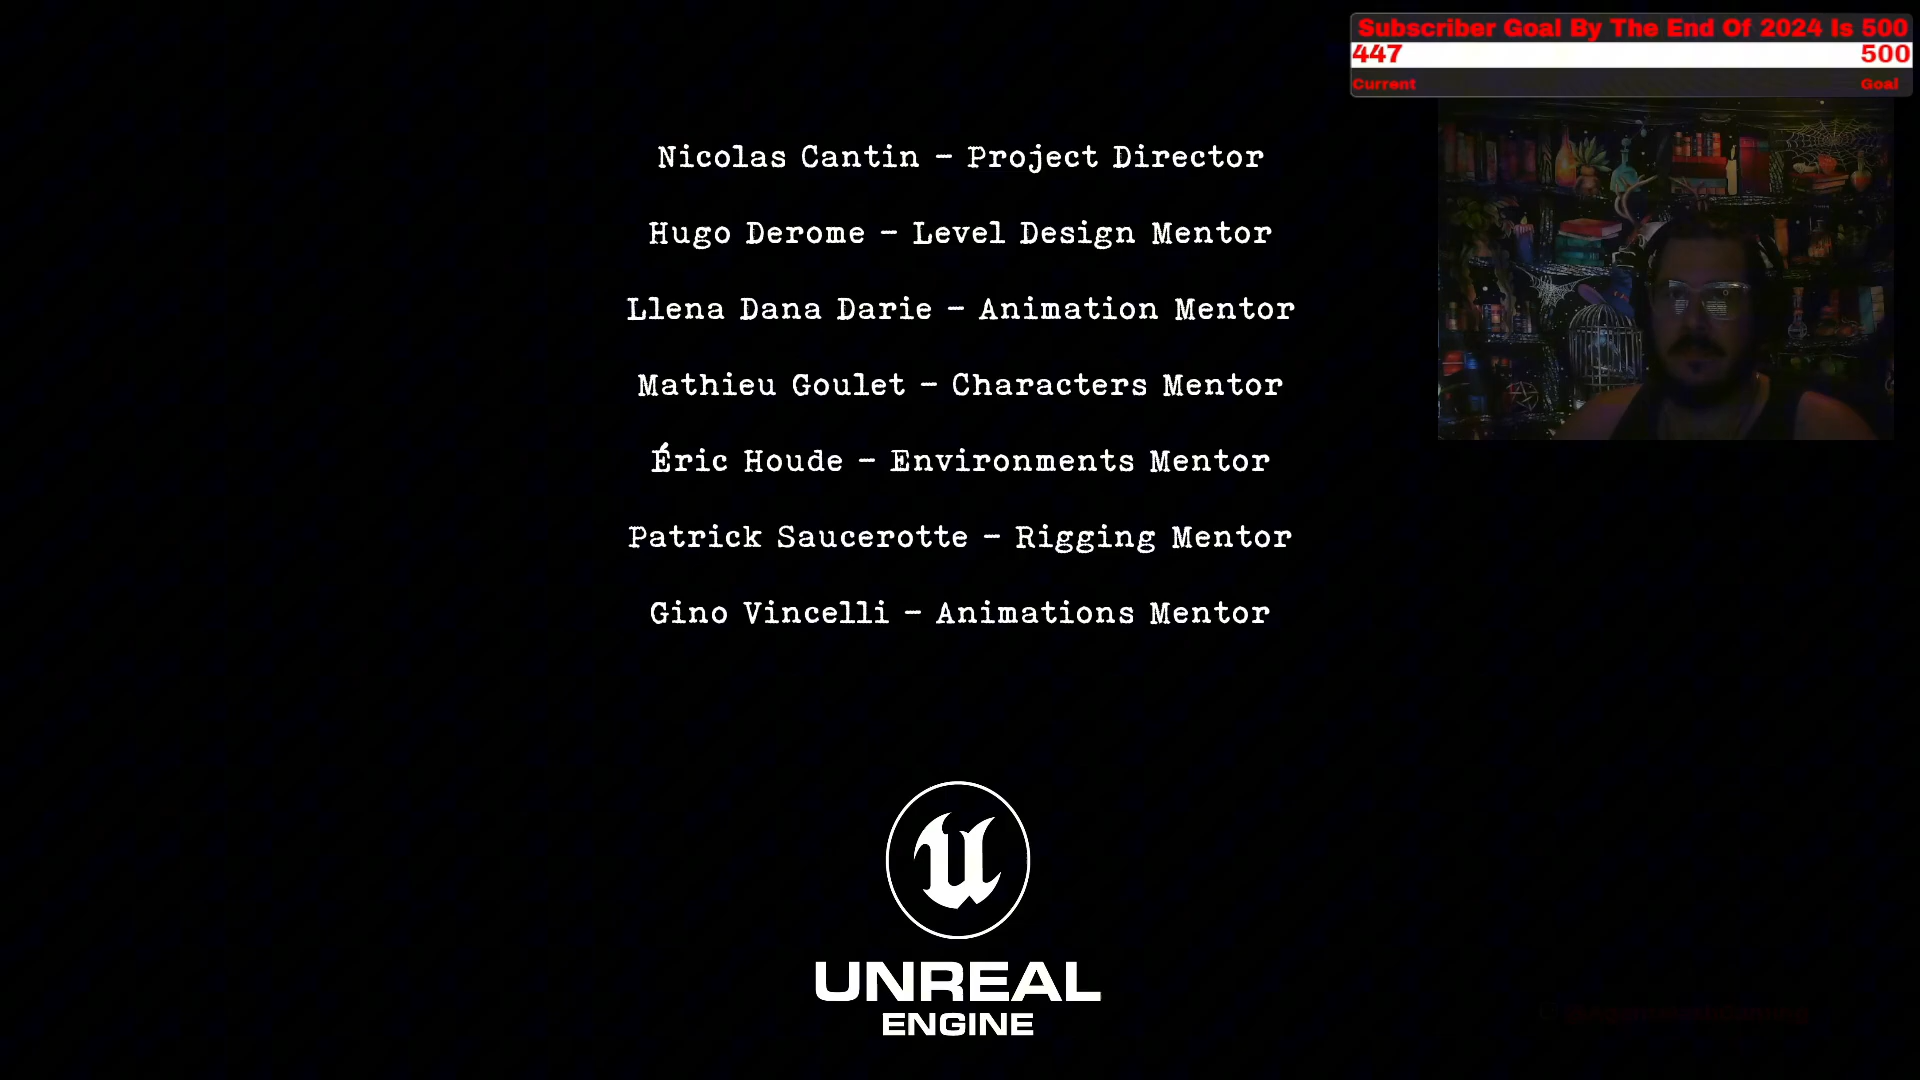 Subscriber Goal By The End Of 2024 Is 500
447 500
Current Goal
Nicolas Cantin – Project Director
Hugo Derome – Level Design Mentor
Llena Dana Darie – Animation Mentor
Mathieu Goulet – Characters Mentor
Éric Houde – Environments Mentor
Patrick Saucerotte – Rigging Mentor
Gino Vincelli – Animations Mentor
UNREAL
ENGINE